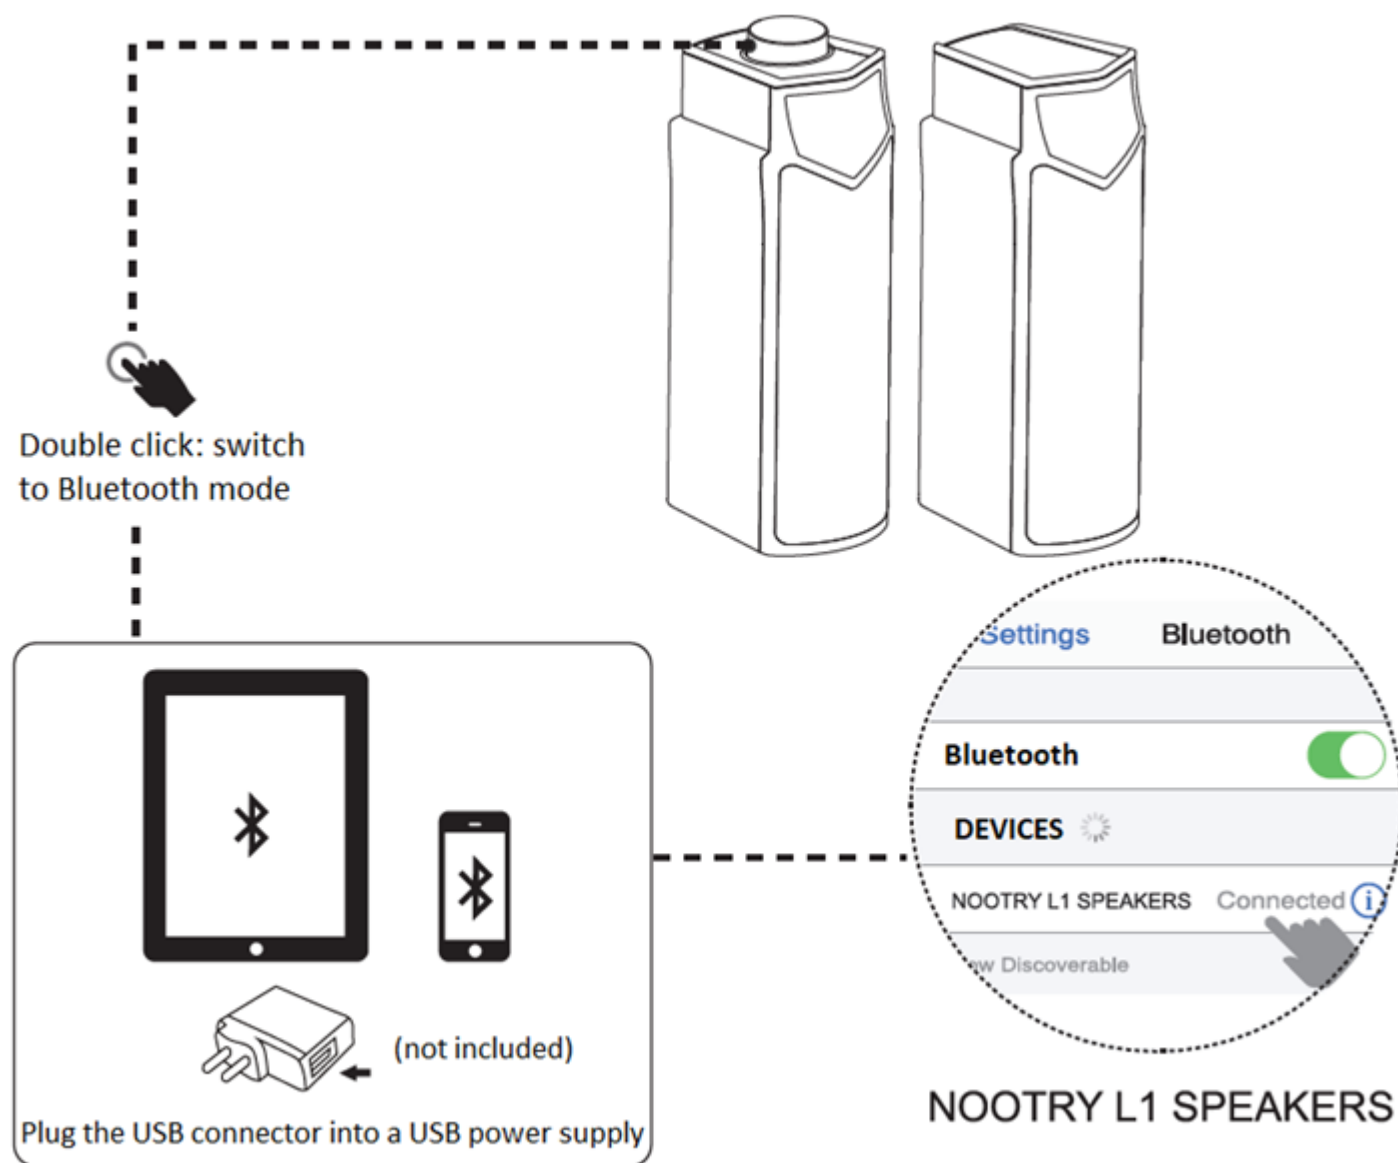 Double click: switch
to Bluetooth mode
Settings Bluetooth
Bluetooth
DEVICES
NOOTRY L1 SPEAKERS Connected i
Discoverable
(not included)
Plug the USB connector into a USB power supply
NOOTRY L1 SPEAKERS